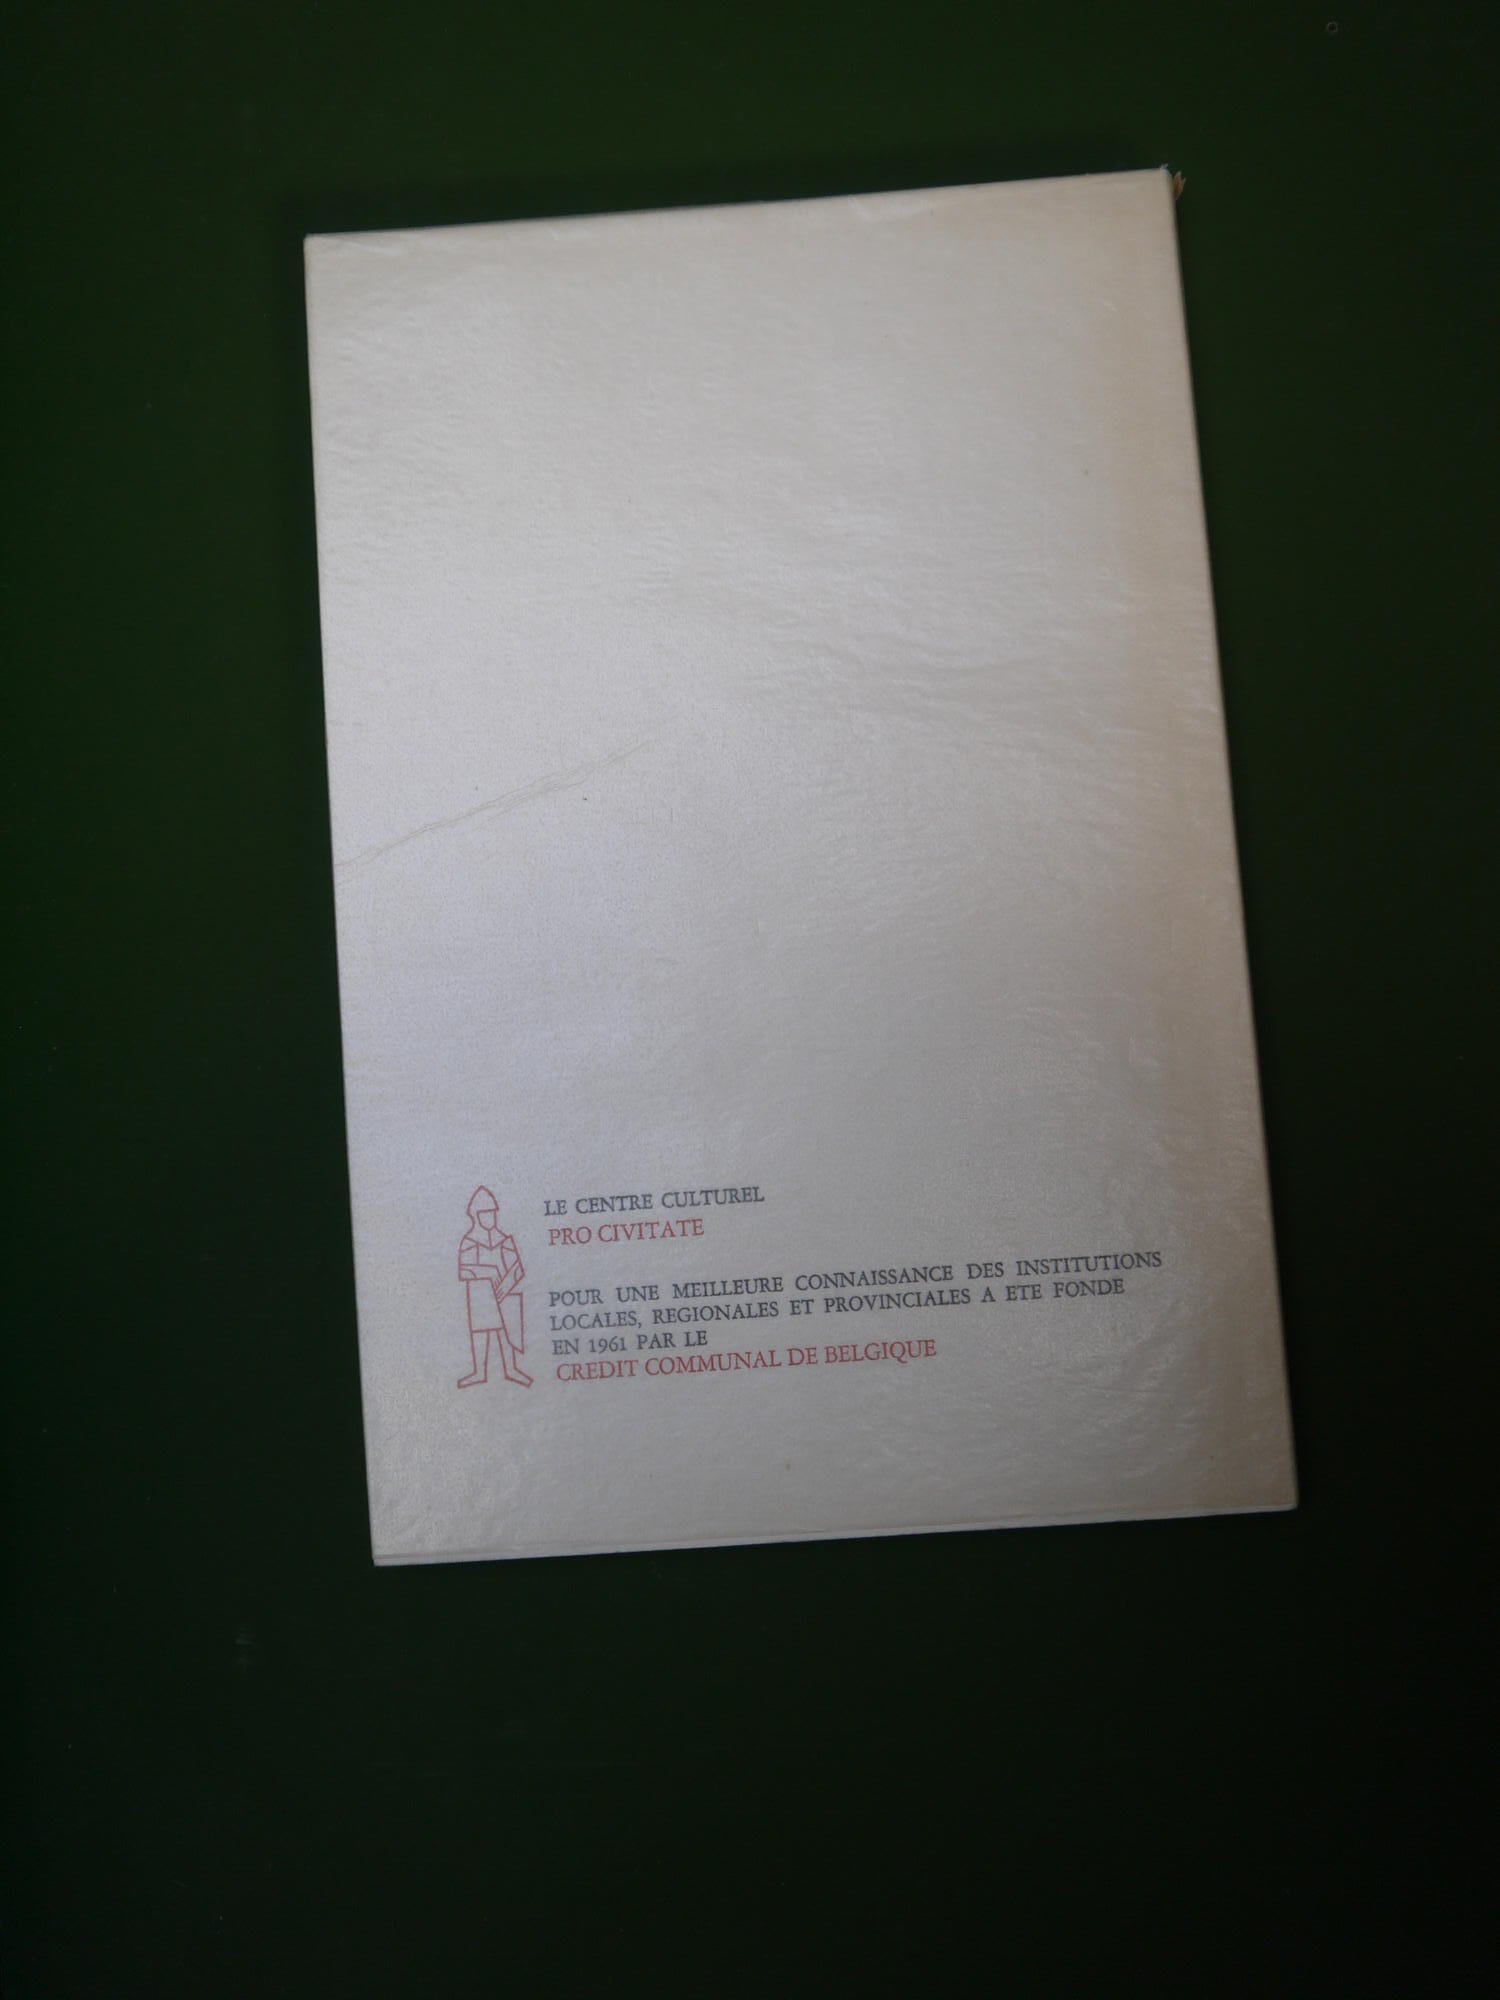 LE CENTRE CULTUREL
PRO CIVITATE
POUR UNE MEILLEURE CONNAISSANCE DES INSTITUTIONS
LOCALES, REGIONALES ET PROVINCIALES A ETE FONDE
EN 1961 PAR LE
CREDIT COMMUNAL DE BELGIQUE